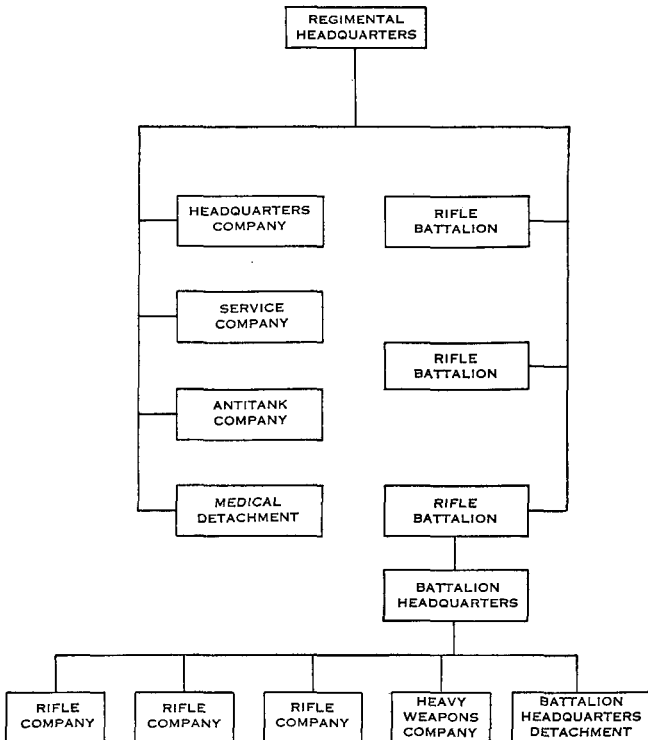 REGIMENTAL
HEADQUARTERS
HEADQUARTERS
COMPANY
RIFLE
BATTALION
SERVICE
COMPANY
RIFLE
BATTALION
ANTITANK
COMPANY
MEDICAL
DETACHMENT
RIFLE
BATTALION
BATTALION
HEADQUARTERS
RIFLE
COMPANY
RIFLE
COMPANY
RIFLE
COMPANY
HEAVY
WEAPONS
COMPANY
BATTALION
HEADQUARTERS
DETACHMENT